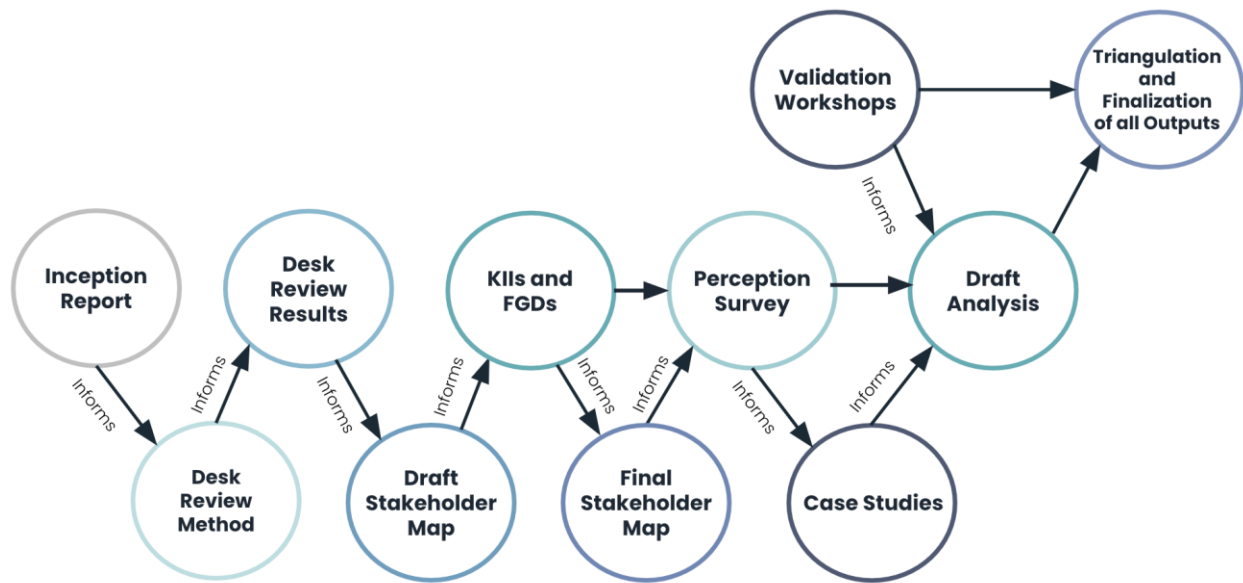 Validation
Workshops
Triangulation
and
Finalization
of all Outputs
Informs
Inception
Report
Desk
Review
Results
KIIs and
FGDs
Perception
Survey
Draft
Analysis
Informs
Informs
Informs
Informs
Informs
Informs
Informs
Informs
Desk
Review
Method
Draft
Stakeholder
Map
Final
Stakeholder
Map
Case Studies